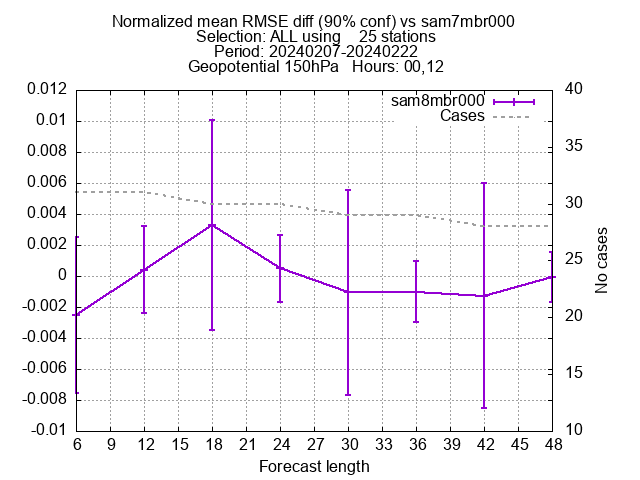 Normalized mean RMSE diff (90% conf) vs sam7mbr000
Selection: ALL using    25 stations
Period: 20240207-20240222
Geopotential 150hPa   Hours: 00,12
sam8mbr000
Cases
0.012
0.01
0.008
0.006
0.004
0.002
0
-0.002
-0.004
-0.006
-0.008
-0.01
40
35
30
25
20
15
10
No cases
6 9 12 15 18 21 24 27 30 33 36 39 42 45 48
Forecast length